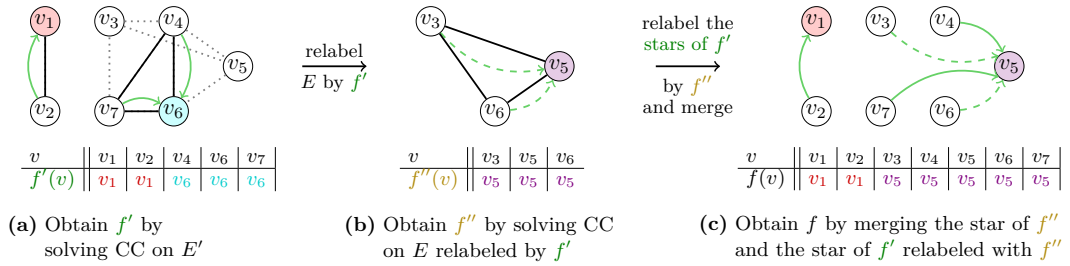 v₁ v₃ v₄ v₅ v₂ v₇ v₆
relabel
E by f′
v₃ v₅ v₆
relabel the
stars of f′
by f″
and merge
v₁ v₃ v₄ v₅ v₂ v₇ v₆
v v₁ v₂ v₄ v₆ v₇
f′(v) v₁ v₁ v₆ v₆ v₆
v v₃ v₅ v₆
f″(v) v₅ v₅ v₅
v v₁ v₂ v₃ v₄ v₅ v₆ v₇
f(v) v₁ v₁ v₅ v₅ v₅ v₅ v₅
(a) Obtain f′ by
solving CC on E′
(b) Obtain f″ by solving CC
on E relabeled by f′
(c) Obtain f by merging the star of f″
and the star of f′ relabeled with f″